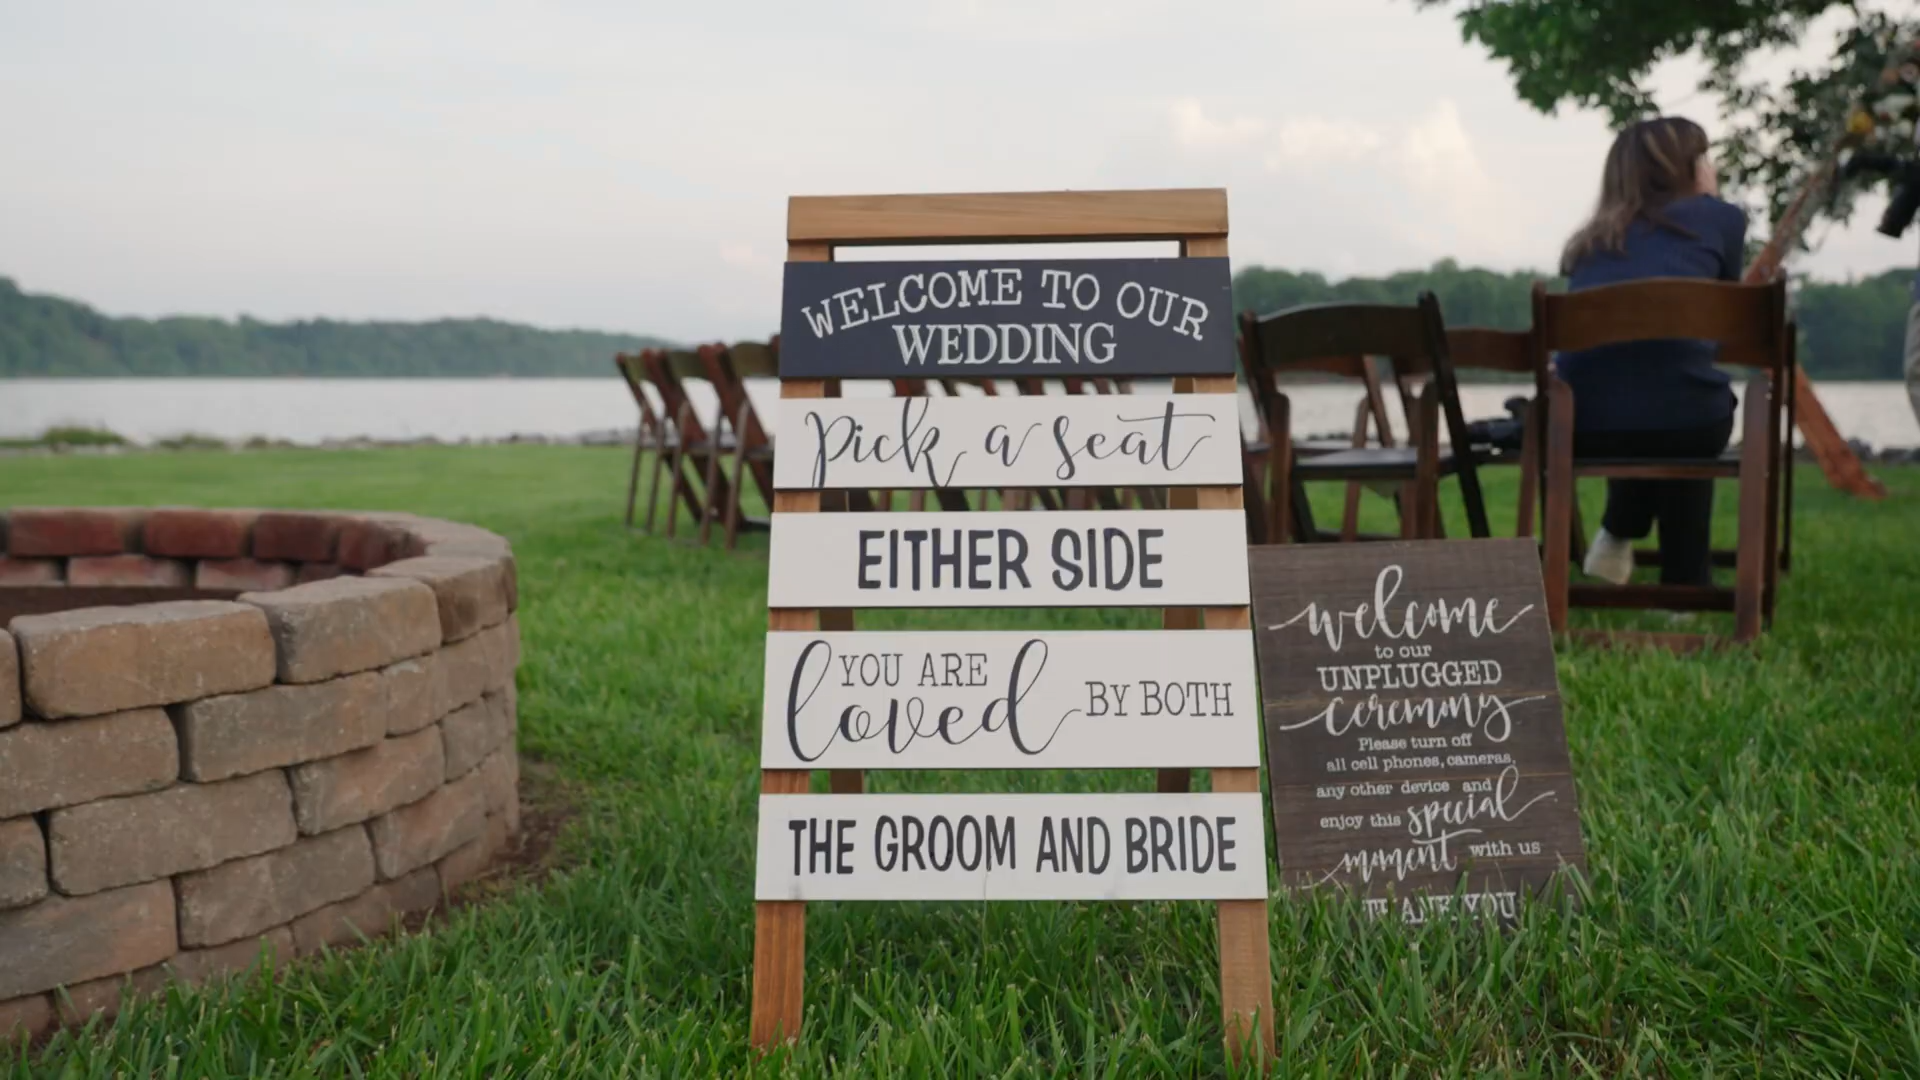 WELCOME TO OUR
WEDDING
Pick a seat
EITHER SIDE
YOU ARE
loved BY BOTH
THE GROOM AND BRIDE
welcome
to our
UNPLUGGED
ceremony
Please turn off
all cell phones, cameras,
any other device and
enjoy this special
moment with us
THANK YOU